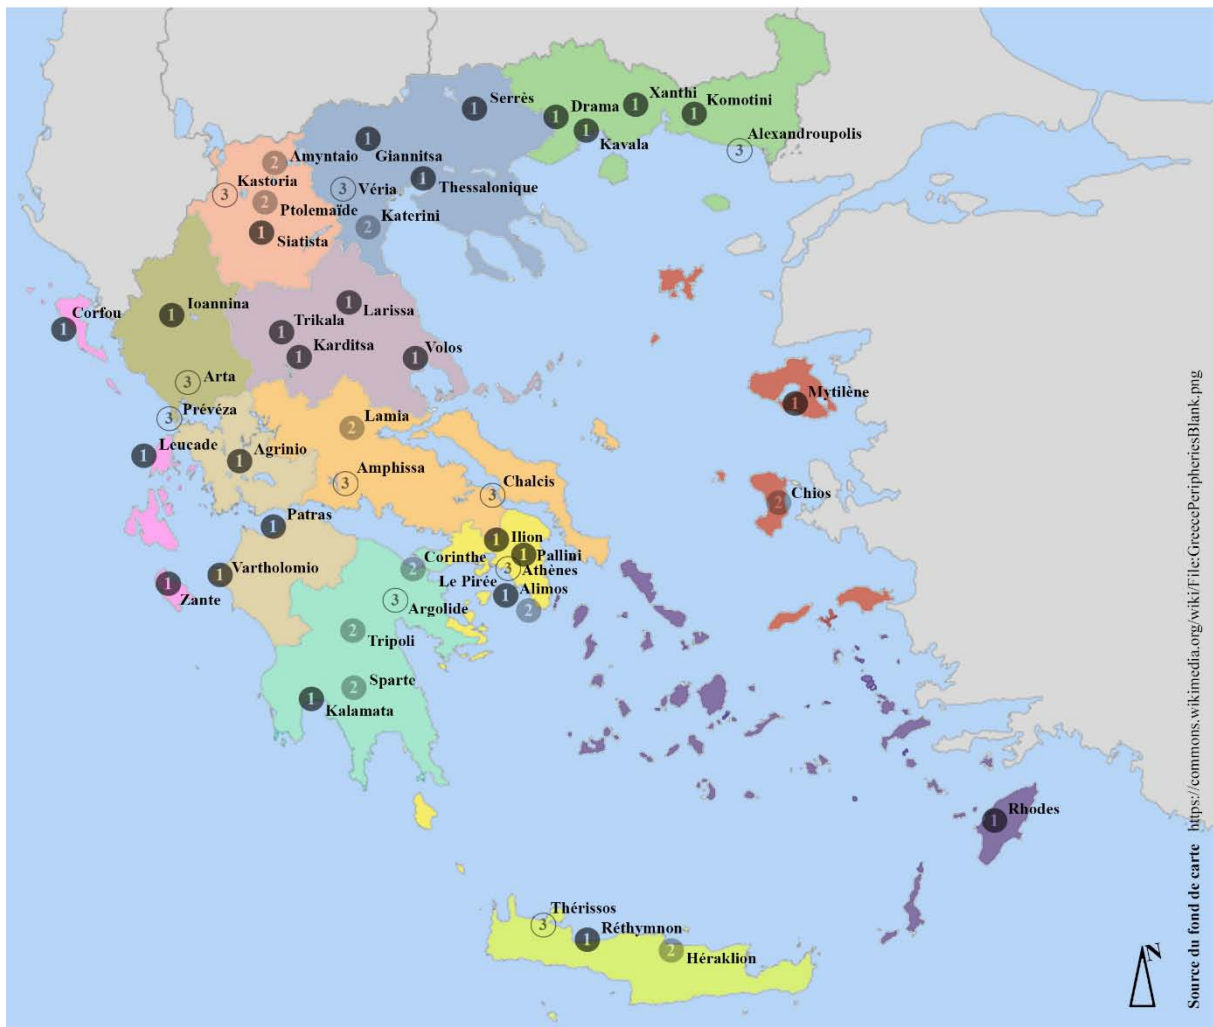 1 Serrès
1 Drama
1 Xanthi
1 Komotini
1 Kavala
3 Alexandroupolis
1 Giannitsa
2 Amyntaio
3 Kastoria
3 Véria
1 Thessalonique
2 Ptolemaïde
2 Katerini
1 Siatista
1 Corfou
1 Ioannina
1 Larissa
1 Trikala
1 Karditsa
1 Volos
3 Arta
3 Prévéza
1 Mytilène
2 Lamia
1 Leucade
1 Agrinio
3 Amphissa
3 Chalcis
2 Chios
1 Patras
1 Ilion
1 Pallini
2 Corinthe
3 Athènes
1 Vartholomio
1 Zante
Le Pirée 1
Alimos 2
3 Argolide
2 Tripoli
2 Sparte
1 Kalamata
1 Rhodes
3 Thérissos
1 Réthymnon
2 Héraklion
N
Source du fond de carte https://commons.wikimedia.org/wiki/File:GreecePeripheriesBlank.png